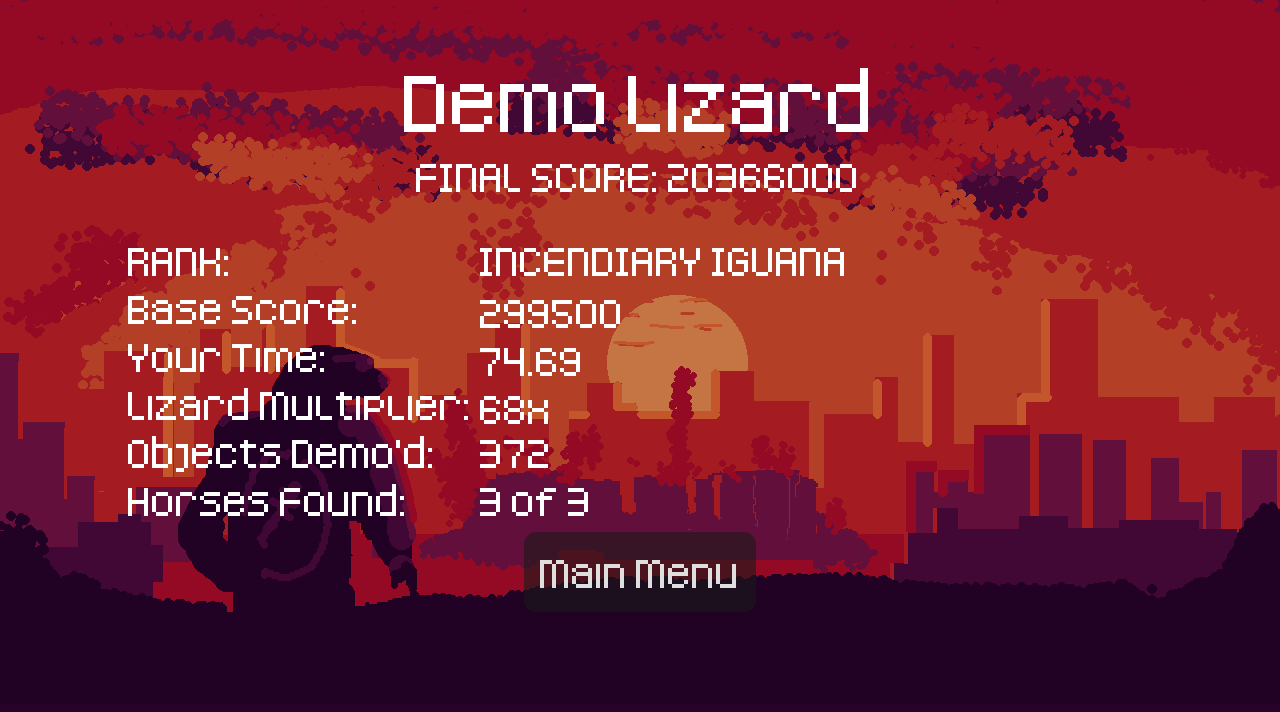 Demo Lizard
FINAL SCORE: 20366000
RANK: INCENDIARY IGUANA
Base Score: 299500
Your Time: 74.69
Lizard Multiplier: 68x
Objects Demo'd: 372
Horses Found: 3 of 3
Main Menu